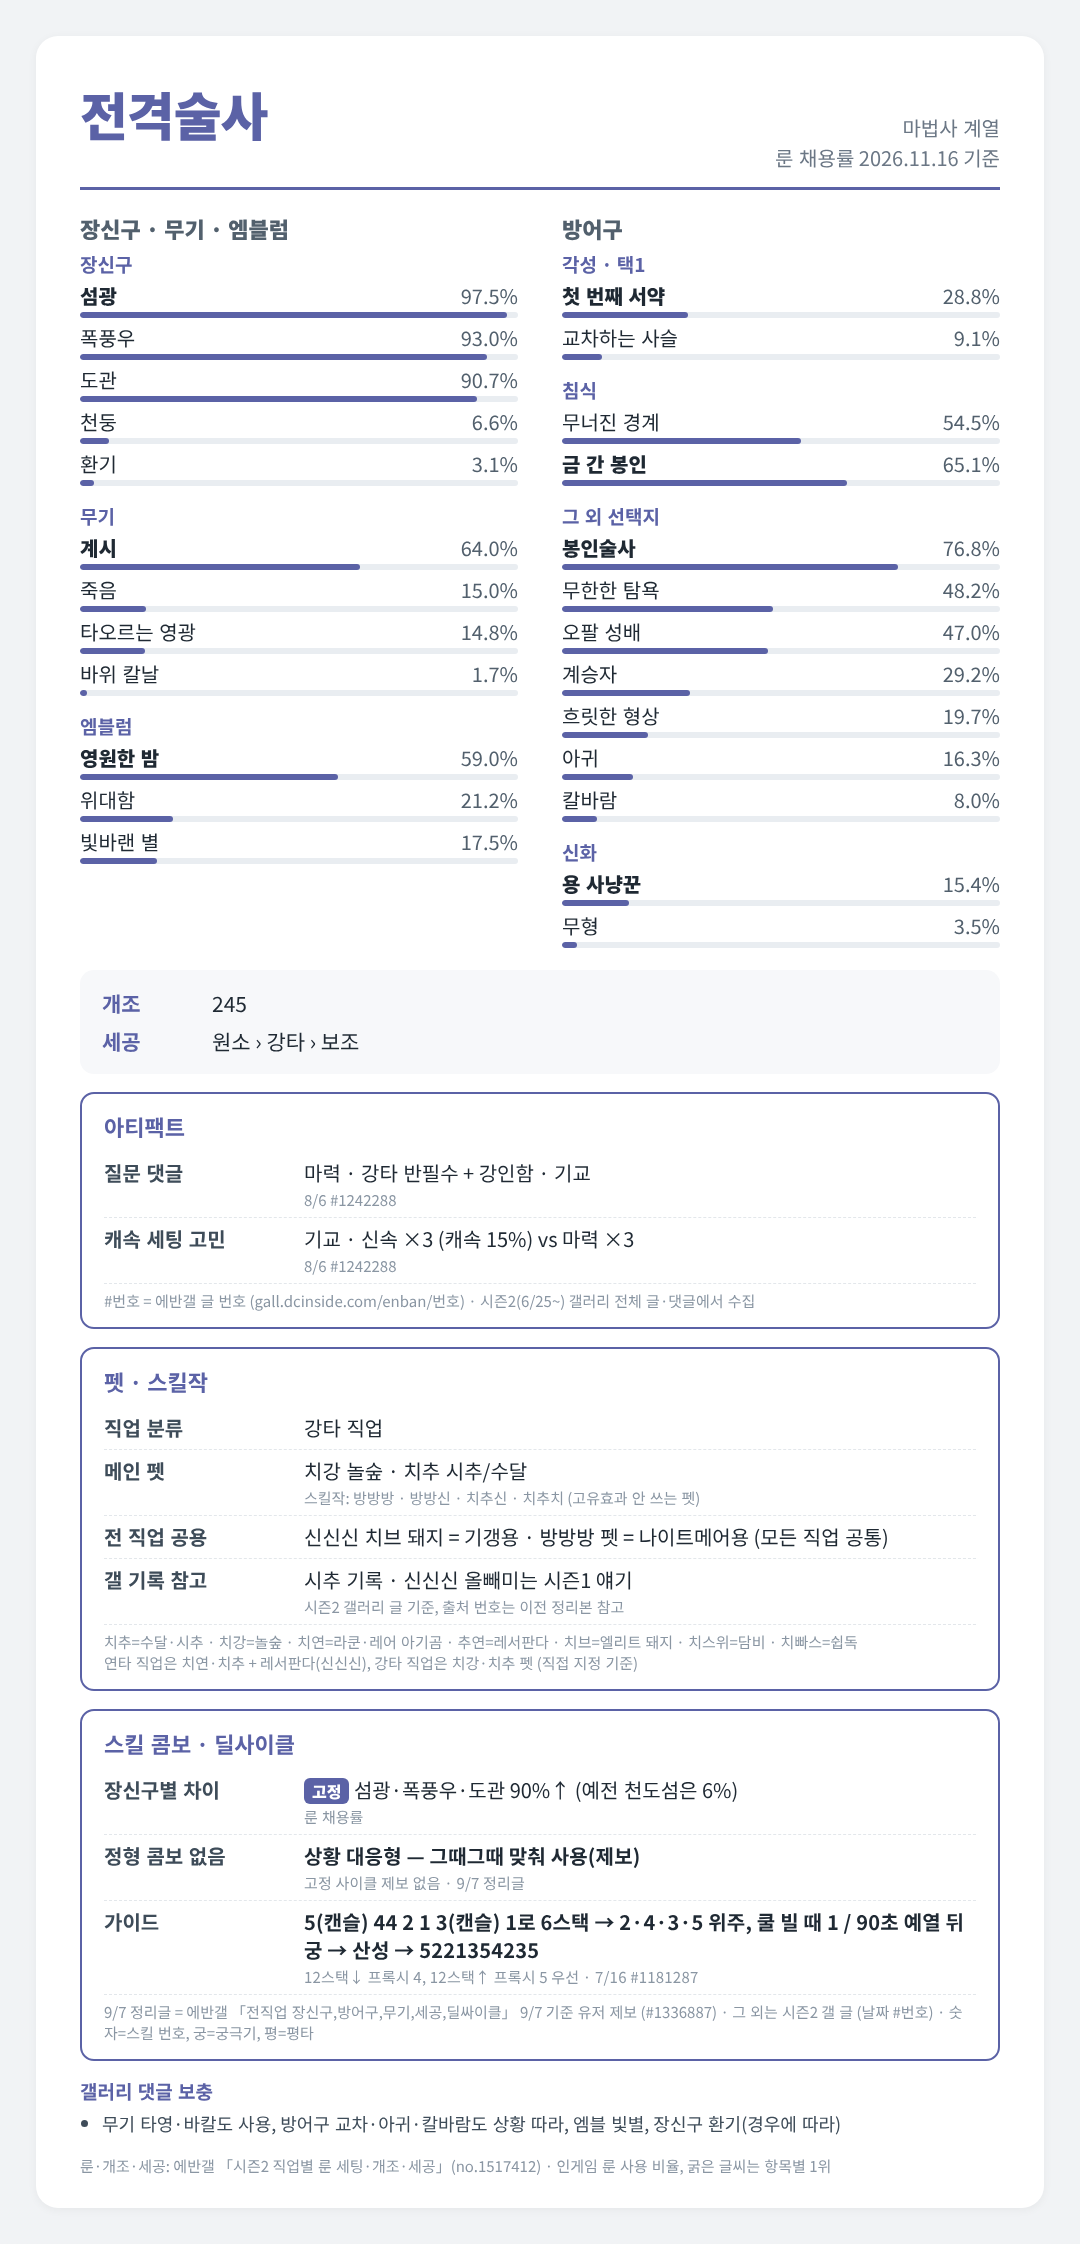 전격술사
마법사 계열
룬 채용률 2026.11.16 기준
장신구 · 무기 · 엠블럼
장신구
섬광 97.5%
폭풍우 93.0%
도관 90.7%
천둥 6.6%
환기 3.1%
무기
계시 64.0%
죽음 15.0%
타오르는 영광 14.8%
바위 칼날 1.7%
엠블럼
영원한 밤 59.0%
위대함 21.2%
빛바랜 별 17.5%
방어구
각성 · 택1
첫 번째 서약 28.8%
교차하는 사슬 9.1%
침식
무너진 경계 54.5%
금 간 봉인 65.1%
그 외 선택지
봉인술사 76.8%
무한한 탐욕 48.2%
오팔 성배 47.0%
계승자 29.2%
흐릿한 형상 19.7%
아귀 16.3%
칼바람 8.0%
신화
용 사냥꾼 15.4%
무형 3.5%
개조 245
세공 원소 › 강타 › 보조
아티팩트
질문 댓글 마력 · 강타 반필수 + 강인함 · 기교
8/6 #1242288
캐속 세팅 고민 기교 · 신속 ×3 (캐속 15%) vs 마력 ×3
8/6 #1242288
#번호 = 에반갤 글 번호 (gall.dcinside.com/enban/번호) · 시즌2(6/25~) 갤러리 전체 글·댓글에서 수집
펫 · 스킬작
직업 분류 강타 직업
메인 펫 치강 놀숲 · 치추 시추/수달
스킬작: 방방방 · 방방신 · 치추신 · 치추치 (고유효과 안 쓰는 펫)
전 직업 공용 신신신 치브 돼지 = 기갱용 · 방방방 펫 = 나이트메어용 (모든 직업 공통)
갤 기록 참고 시추 기록 · 신신신 올빼미는 시즌1 얘기
시즌2 갤러리 글 기준, 출처 번호는 이전 정리본 참고
치추=수달·시추 · 치강=놀숲 · 치연=라쿤·레어 아기곰 · 추연=레서판다 · 치브=엘리트 돼지 · 치스위=담비 · 치빠스=쉽독
연타 직업은 치연·치추 + 레서판다(신신신), 강타 직업은 치강·치추 펫 (직접 지정 기준)
스킬 콤보 · 딜사이클
장신구별 차이 고정 섬광·폭풍우·도관 90%↑ (예전 천도섬은 6%)
룬 채용률
정형 콤보 없음 상황 대응형 — 그때그때 맞춰 사용(제보)
고정 사이클 제보 없음 · 9/7 정리글
가이드 5(캔슬) 44 2 1 3(캔슬) 1로 6스택 → 2·4·3·5 위주, 쿨 빌 때 1 / 90초 예열 뒤
궁 → 산성 → 5221354235
12스택↓ 프록시 4, 12스택↑ 프록시 5 우선 · 7/16 #1181287
9/7 정리글 = 에반갤 「전직업 장신구,방어구,무기,세공,딜싸이클」 9/7 기준 유저 제보 (#1336887) · 그 외는 시즌2 갤 글 (날짜 #번호) · 숫
자=스킬 번호, 궁=궁극기, 평=평타
갤러리 댓글 보충
• 무기 타영·바칼도 사용, 방어구 교차·아귀·칼바람도 상황 따라, 엠블 빛별, 장신구 환기(경우에 따라)
룬·개조·세공: 에반갤 「시즌2 직업별 룬 세팅·개조·세공」(no.1517412) · 인게임 룬 사용 비율, 굵은 글씨는 항목별 1위